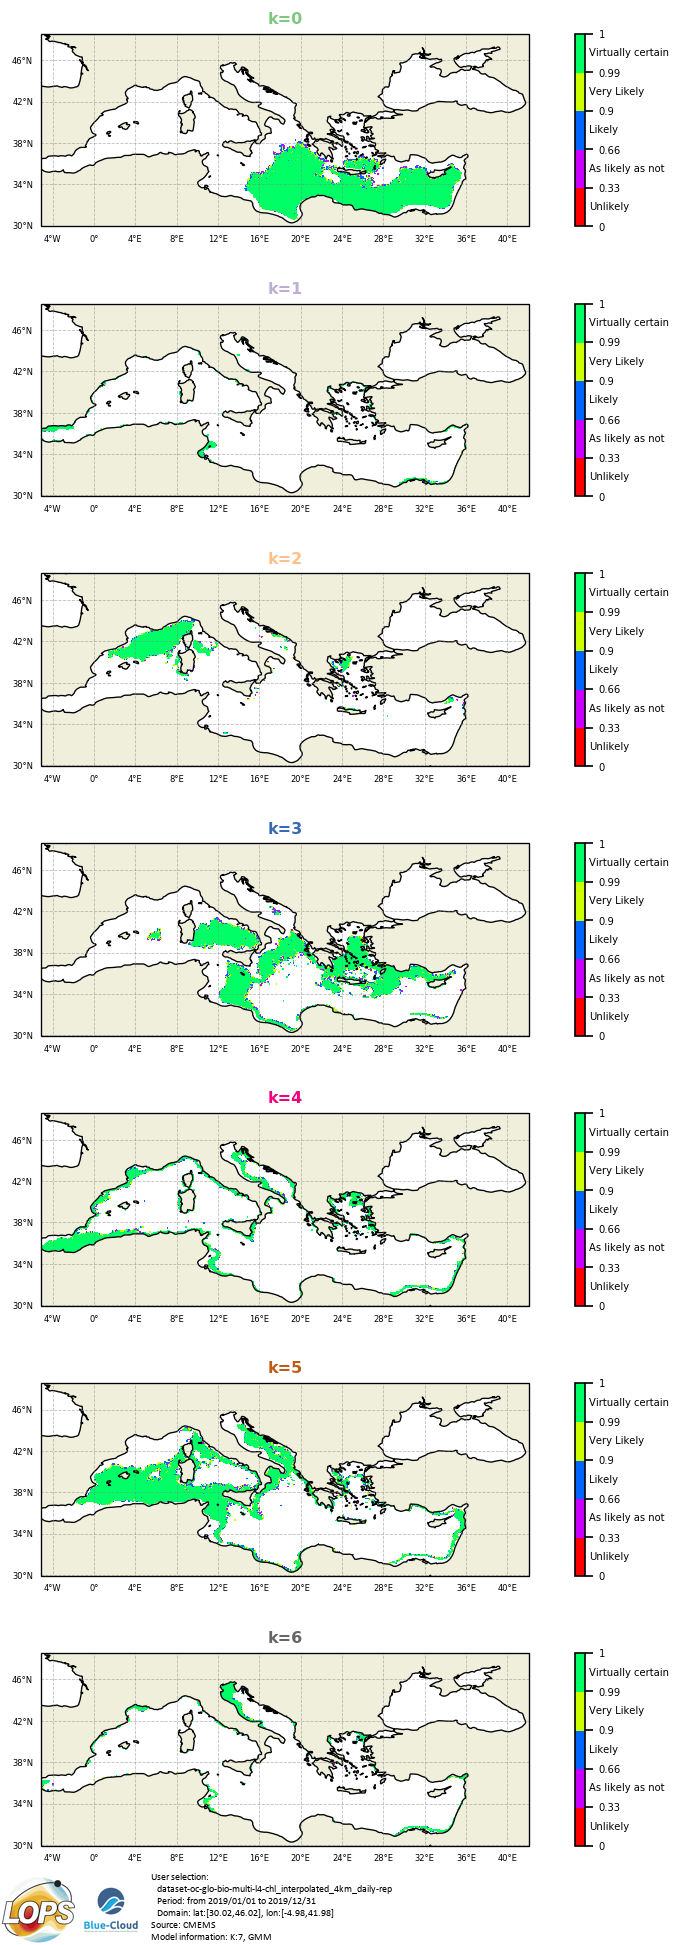 k=0
46°N
42°N
38°N
34°N
30°N
4°W 0° 4°E 8°E 12°E 16°E 20°E 24°E 28°E 32°E 36°E 40°E
1
Virtually certain
0.99
Very Likely
0.9
Likely
0.66
As likely as not
0.33
Unlikely
0
k=1
46°N
42°N
38°N
34°N
30°N
4°W 0° 4°E 8°E 12°E 16°E 20°E 24°E 28°E 32°E 36°E 40°E
1
Virtually certain
0.99
Very Likely
0.9
Likely
0.66
As likely as not
0.33
Unlikely
0
k=2
46°N
42°N
38°N
34°N
30°N
4°W 0° 4°E 8°E 12°E 16°E 20°E 24°E 28°E 32°E 36°E 40°E
1
Virtually certain
0.99
Very Likely
0.9
Likely
0.66
As likely as not
0.33
Unlikely
0
k=3
46°N
42°N
38°N
34°N
30°N
4°W 0° 4°E 8°E 12°E 16°E 20°E 24°E 28°E 32°E 36°E 40°E
1
Virtually certain
0.99
Very Likely
0.9
Likely
0.66
As likely as not
0.33
Unlikely
0
k=4
46°N
42°N
38°N
34°N
30°N
4°W 0° 4°E 8°E 12°E 16°E 20°E 24°E 28°E 32°E 36°E 40°E
1
Virtually certain
0.99
Very Likely
0.9
Likely
0.66
As likely as not
0.33
Unlikely
0
k=5
46°N
42°N
38°N
34°N
30°N
4°W 0° 4°E 8°E 12°E 16°E 20°E 24°E 28°E 32°E 36°E 40°E
1
Virtually certain
0.99
Very Likely
0.9
Likely
0.66
As likely as not
0.33
Unlikely
0
k=6
46°N
42°N
38°N
34°N
30°N
4°W 0° 4°E 8°E 12°E 16°E 20°E 24°E 28°E 32°E 36°E 40°E
1
Virtually certain
0.99
Very Likely
0.9
Likely
0.66
As likely as not
0.33
Unlikely
0
LOPS
Blue-Cloud
User selection:
dataset-oc-glo-bio-multi-l4-chl_interpolated_4km_daily-rep
Period: from 2019/01/01 to 2019/12/31
Domain: lat:[30.02,46.02], lon:[-4.98,41.98]
Source: CMEMS
Model information: K:7, GMM